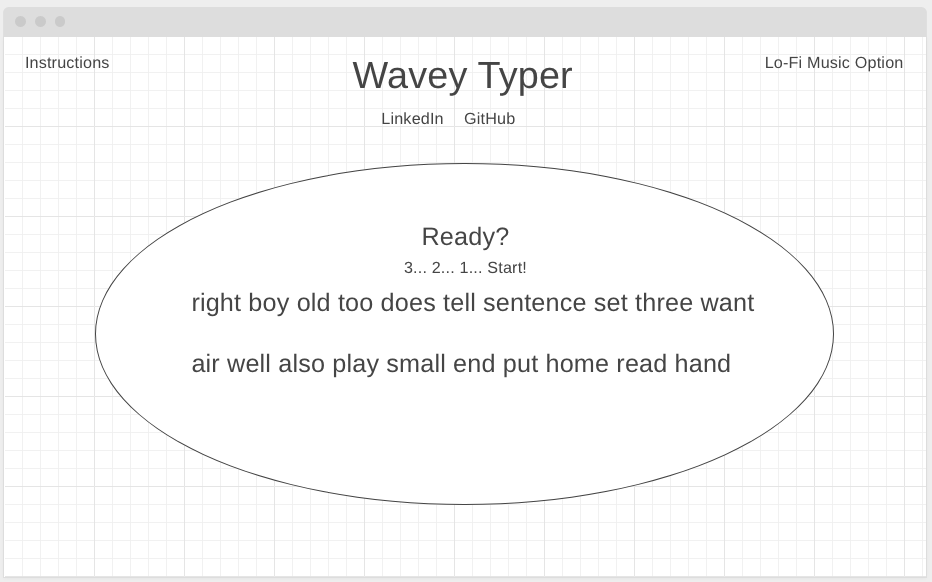 Instructions
Wavey Typer
Lo-Fi Music Option
LinkedIn GitHub
Ready?
3... 2... 1... Start!
right boy old too does tell sentence set three want
air well also play small end put home read hand